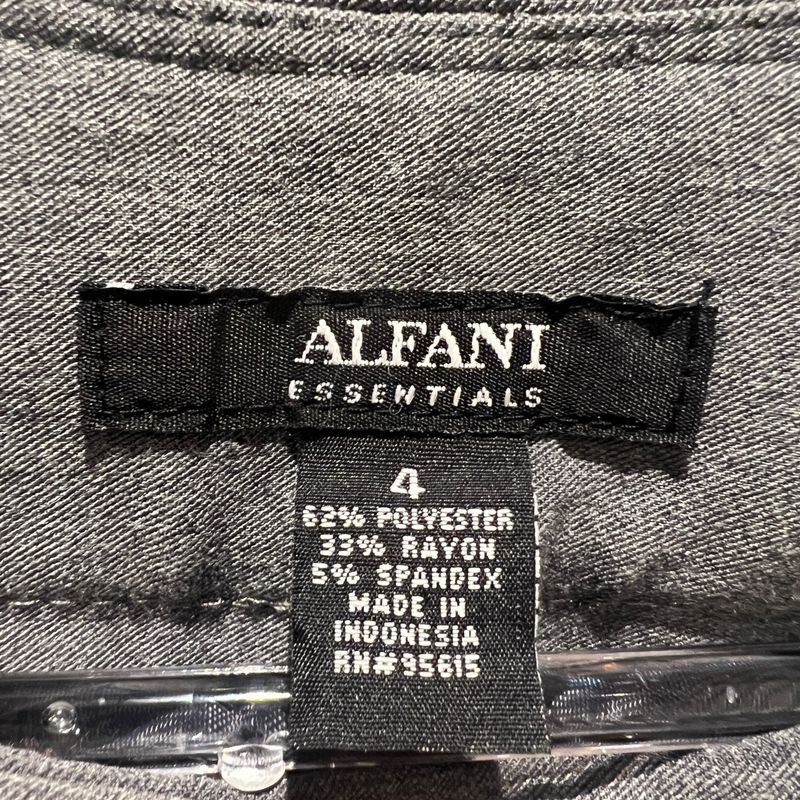 ALFANI
ESSENTIALS
4
62% POLYESTER
33% RAYON
5% SPANDEX
MADE IN
INDONESIA
RN#95615